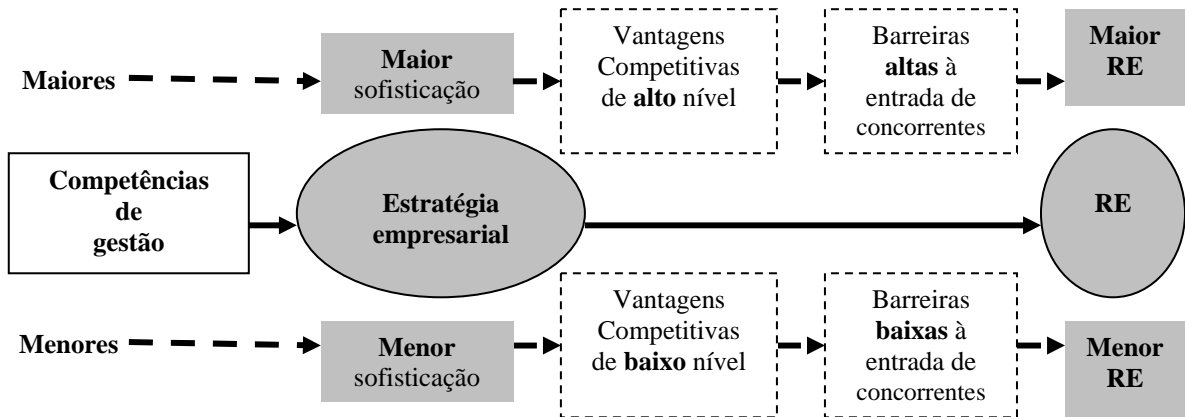 Maiores
Maior
sofisticação
Vantagens
Competitivas
de alto nível
Barreiras
altas à
entrada de
concorrentes
Maior
RE
Competências
de
gestão
Estratégia
empresarial
RE
Menores
Menor
sofisticação
Vantagens
Competitivas
de baixo nível
Barreiras
baixas à
entrada de
concorrentes
Menor
RE